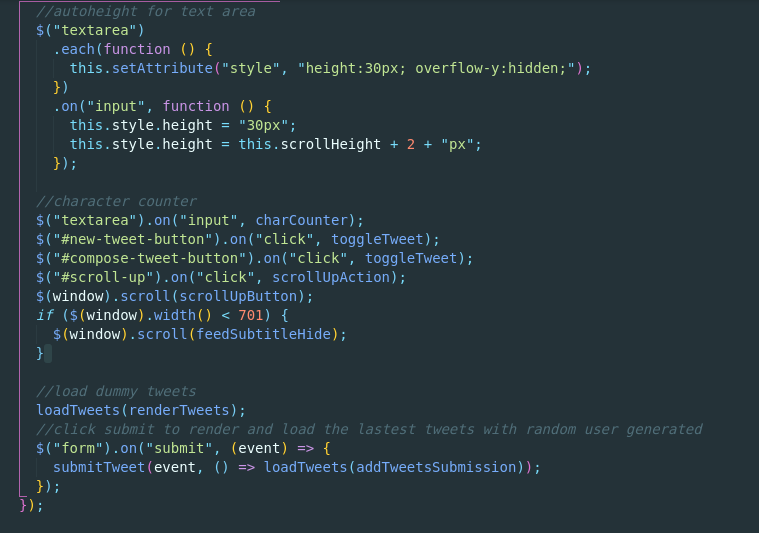 //autoheight for text area
$("textarea")
.each(function () {
this.setAttribute("style", "height:30px; overflow-y:hidden;");
})
.on("input", function () {
this.style.height = "30px";
this.style.height = this.scrollHeight + 2 + "px";
});
//character counter
$("textarea").on("input", charCounter);
$("#new-tweet-button").on("click", toggleTweet);
$("#compose-tweet-button").on("click", toggleTweet);
$("#scroll-up").on("click", scrollUpAction);
$(window).scroll(scrollUpButton);
if ($(window).width() < 701) {
$(window).scroll(feedSubtitleHide);
}
//load dummy tweets
loadTweets(renderTweets);
//click submit to render and load the lastest tweets with random user generated
$("form").on("submit", (event) => {
submitTweet(event, () => loadTweets(addTweetsSubmission));
});
});